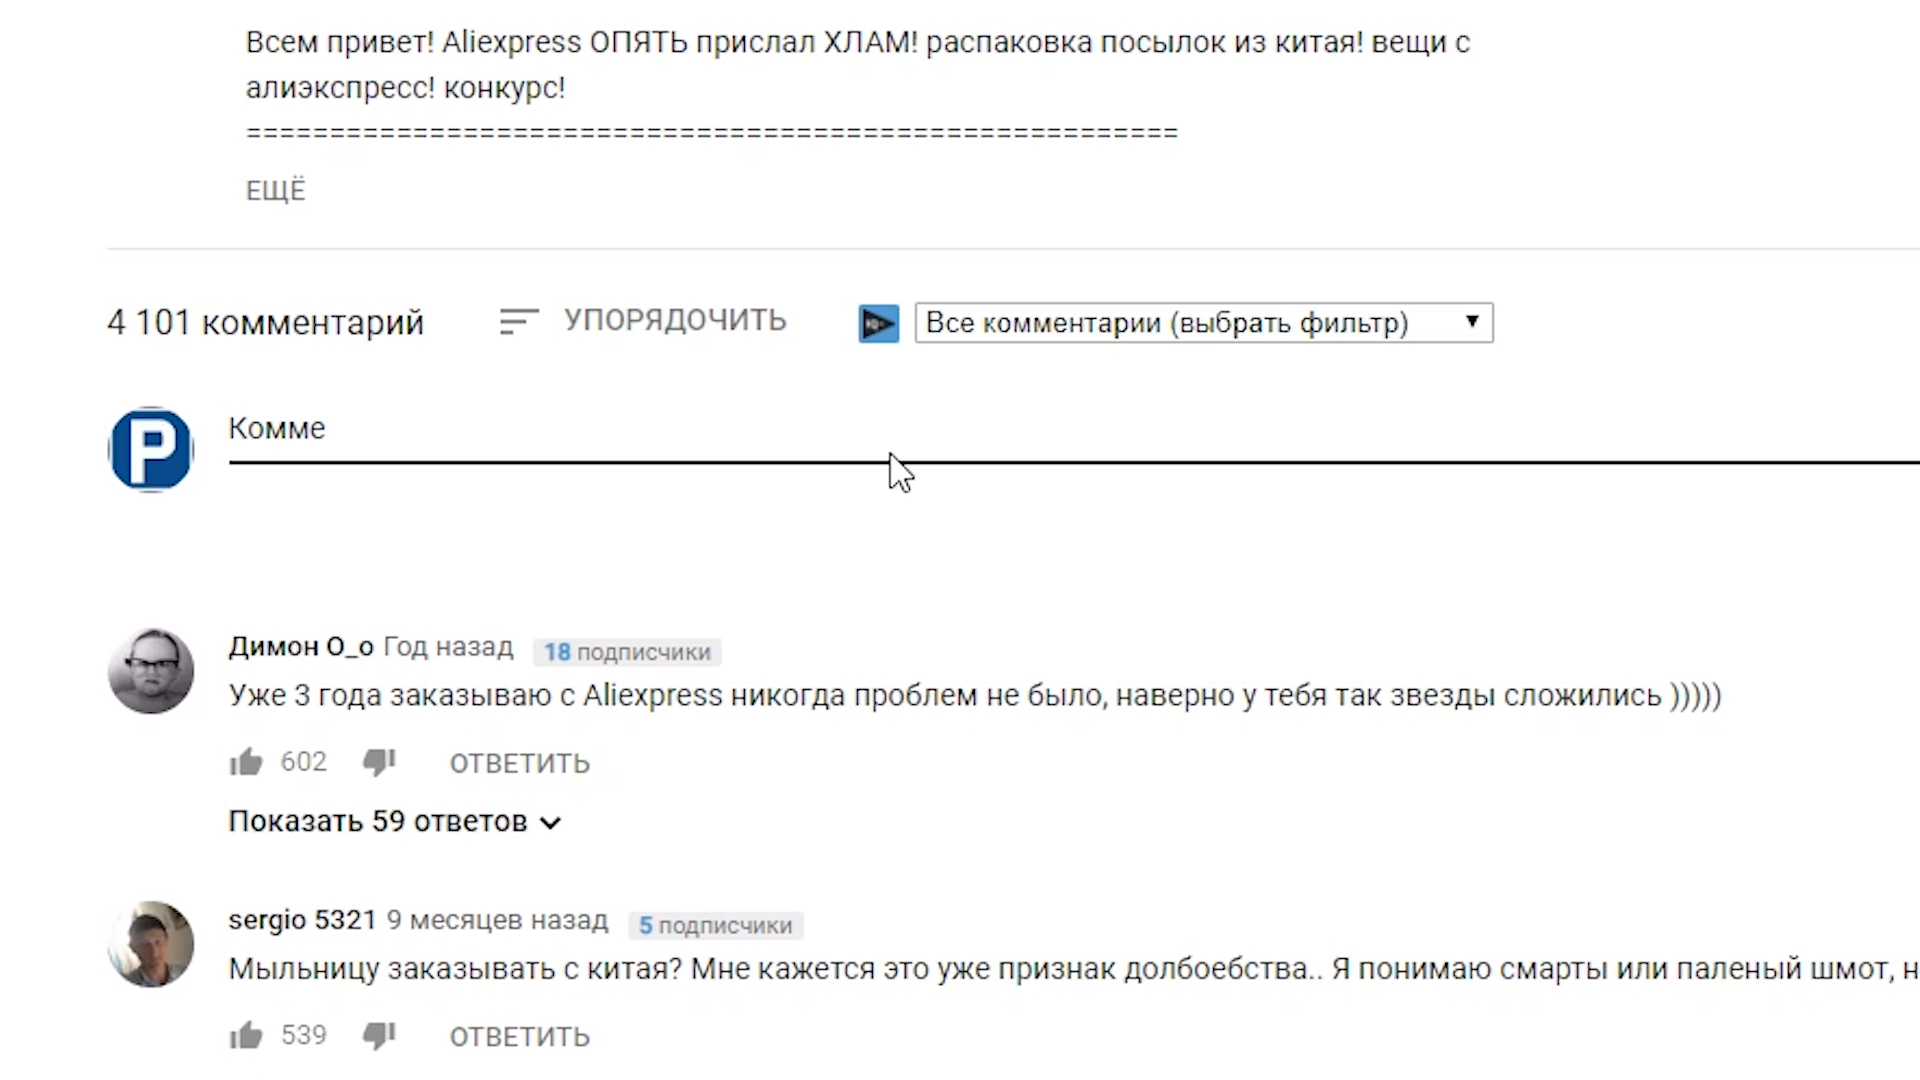 Всем привет! Aliexpress ОПЯТЬ прислал ХЛАМ! распаковка посылок из китая! вещи с
алиэкспресс! конкурс!
========================================================
ЕЩЁ
4 101 комментарий УПОРЯДОЧИТЬ Все комментарии (выбрать фильтр)
P Комме
Димон О_о Год назад 18 подписчики
Уже 3 года заказываю с Aliexpress никогда проблем не было, наверно у тебя так звезды сложились )))))
602 ОТВЕТИТЬ
Показать 59 ответов
sergio 5321 9 месяцев назад 5 подписчики
Мыльницу заказывать с китая? Мне кажется это уже признак долбоебства.. Я понимаю смарты или паленый шмот, н
539 ОТВЕТИТЬ